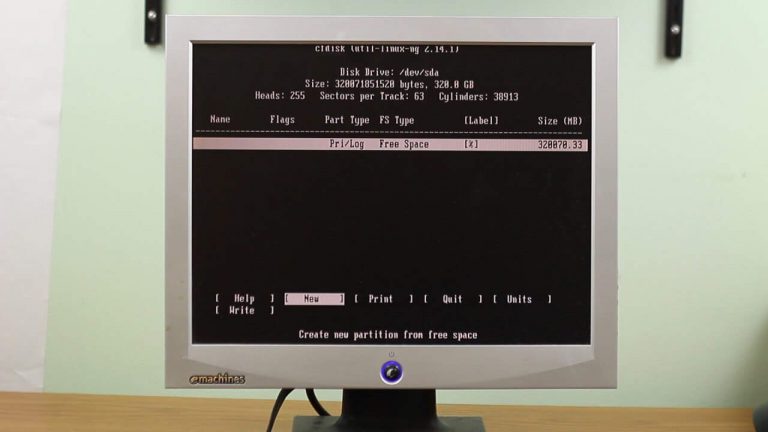 cfdisk (util-linux-ng 2.14.1)
Disk Drive: /dev/sda
Size: 320071851520 bytes, 320.0 GB
Heads: 255 Sectors per Track: 63 Cylinders: 38913
Name Flags Part Type FS Type [Label] Size (MB)
Pri/Log Free Space [X] 320070.33
[ Help ] [ New ] [ Print ] [ Quit ] [ Units ]
[ Write ]
Create new partition from free space
emachines